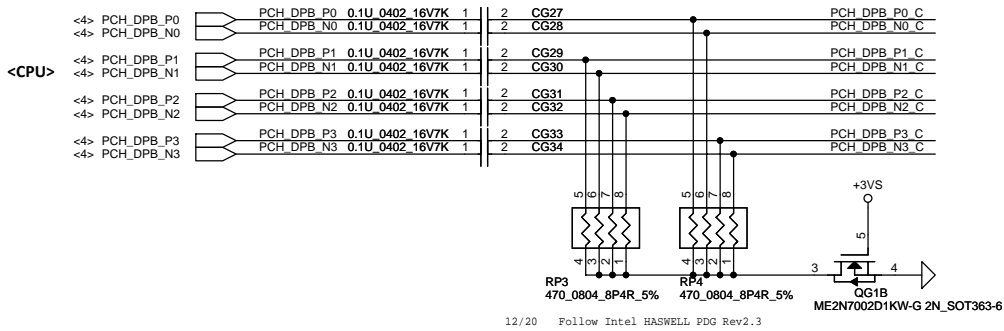 <4> PCH_DPB_P0 PCH_DPB_P0 0.1U_0402_16V7K 1 2 CG27 PCH_DPB_P0_C
<4> PCH_DPB_N0 PCH_DPB_N0 0.1U_0402_16V7K 1 2 CG28 PCH_DPB_N0_C
<4> PCH_DPB_P1 PCH_DPB_P1 0.1U_0402_16V7K 1 2 CG29 PCH_DPB_P1_C
<CPU>
<4> PCH_DPB_N1 PCH_DPB_N1 0.1U_0402_16V7K 1 2 CG30 PCH_DPB_N1_C
<4> PCH_DPB_P2 PCH_DPB_P2 0.1U_0402_16V7K 1 2 CG31 PCH_DPB_P2_C
<4> PCH_DPB_N2 PCH_DPB_N2 0.1U_0402_16V7K 1 2 CG32 PCH_DPB_N2_C
<4> PCH_DPB_P3 PCH_DPB_P3 0.1U_0402_16V7K 1 2 CG33 PCH_DPB_P3_C
<4> PCH_DPB_N3 PCH_DPB_N3 0.1U_0402_16V7K 1 2 CG34 PCH_DPB_N3_C
+3VS
5 6 7 8 5 6 7 8
5
4 3 2 1 4 3 2 1
3 4
RP3 RP4
470_0804_8P4R_5% 470_0804_8P4R_5%
QG1B
ME2N7002D1KW-G 2N_SOT363-6
12/20 Follow Intel HASWELL PDG Rev2.3